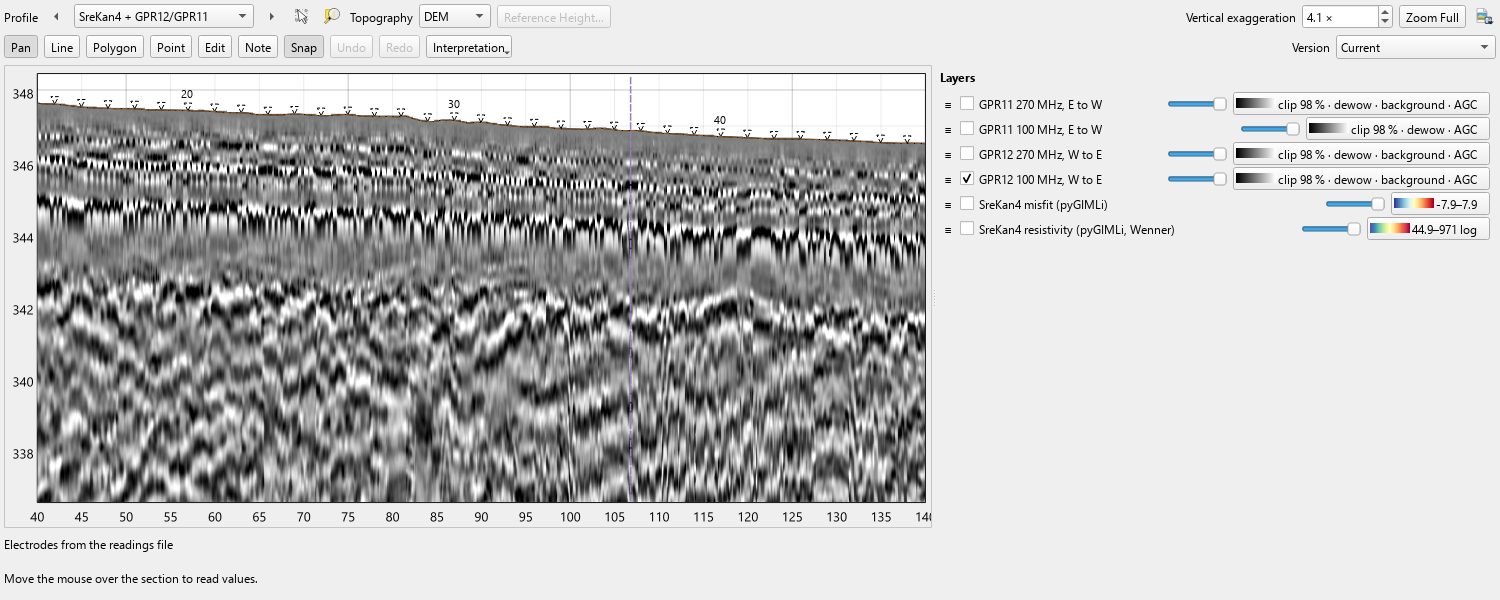 Profile SreKan4 + GPR12/GPR11 Topography DEM Reference Height... Vertical exaggeration 4.1 × Zoom Full
Pan Line Polygon Point Edit Note Snap Undo Redo Interpretation Version Current
Layers
GPR11 270 MHz, E to W clip 98 % · dewow · background · AGC
GPR11 100 MHz, E to W clip 98 % · dewow · AGC
GPR12 270 MHz, W to E clip 98 % · dewow · background · AGC
GPR12 100 MHz, W to E clip 98 % · dewow · background · AGC
SreKan4 misfit (pyGIMLi) -7.9–7.9
SreKan4 resistivity (pyGIMLi, Wenner) 44.9–971 log
20
30
40
348
346
344
342
340
338
40 45 50 55 60 65 70 75 80 85 90 95 100 105 110 115 120 125 130 135 140
Electrodes from the readings file
Move the mouse over the section to read values.